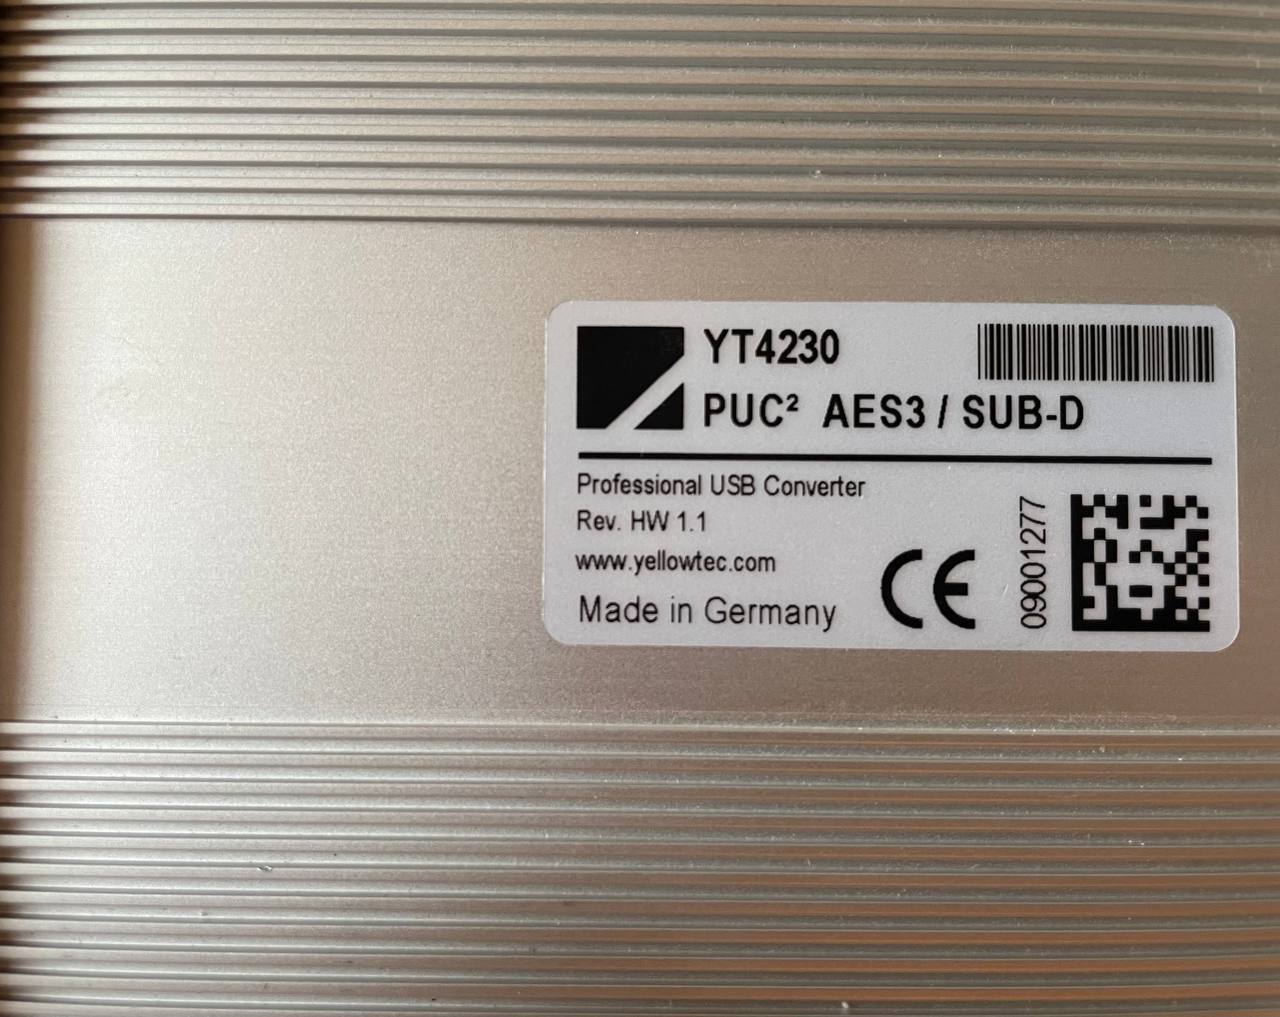 YT4230
PUC² AES3 / SUB-D
Professional USB Converter
Rev. HW 1.1
www.yellowtec.com
Made in Germany
CE
09001277